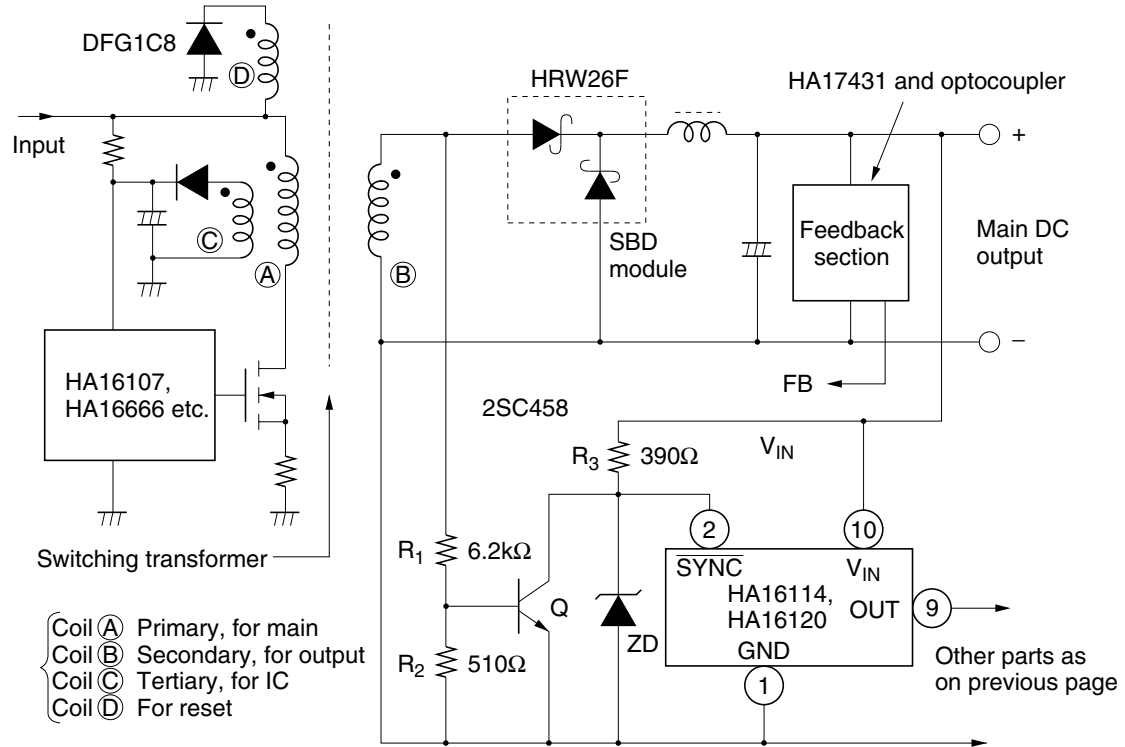 DFG1C8
D
HRW26F
HA17431 and optocoupler
Input
+
C
A
B
SBD
module
Feedback
section
Main DC
output
−
HA16107,
HA16666 etc.
FB
2SC458
R3 390Ω
VIN
2
10
Switching transformer
R1 6.2kΩ
SYNC
VIN
HA16114,
HA16120
OUT
9
Q
ZD
GND
Coil A Primary, for main
Coil B Secondary, for output
Coil C Tertiary, for IC
Coil D For reset
R2 510Ω
1
Other parts as
on previous page